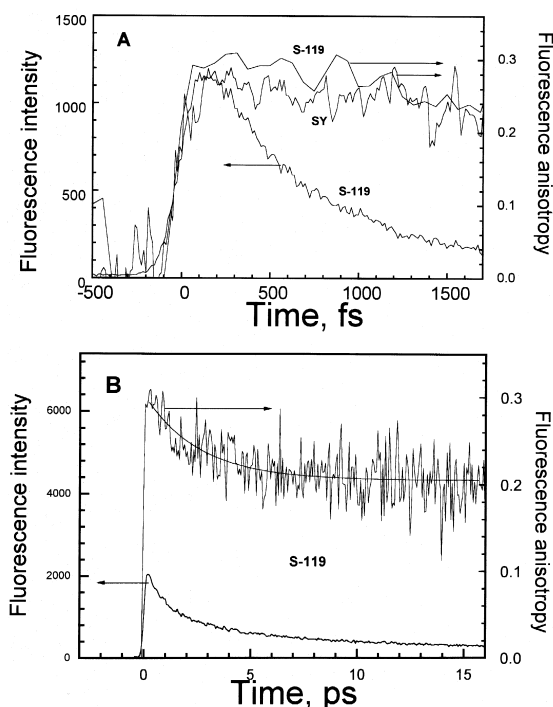 A
Fluorescence intensity
1500
1000
500
0
-500
0
500
1000
1500
Time, fs
S-119
SY
S-119
0.3
0.2
0.1
0.0
Fluorescence anisotropy
B
Fluorescence intensity
6000
4000
2000
0
0
5
10
15
Time, ps
S-119
0.3
0.2
0.1
0.0
Fluorescence anisotropy